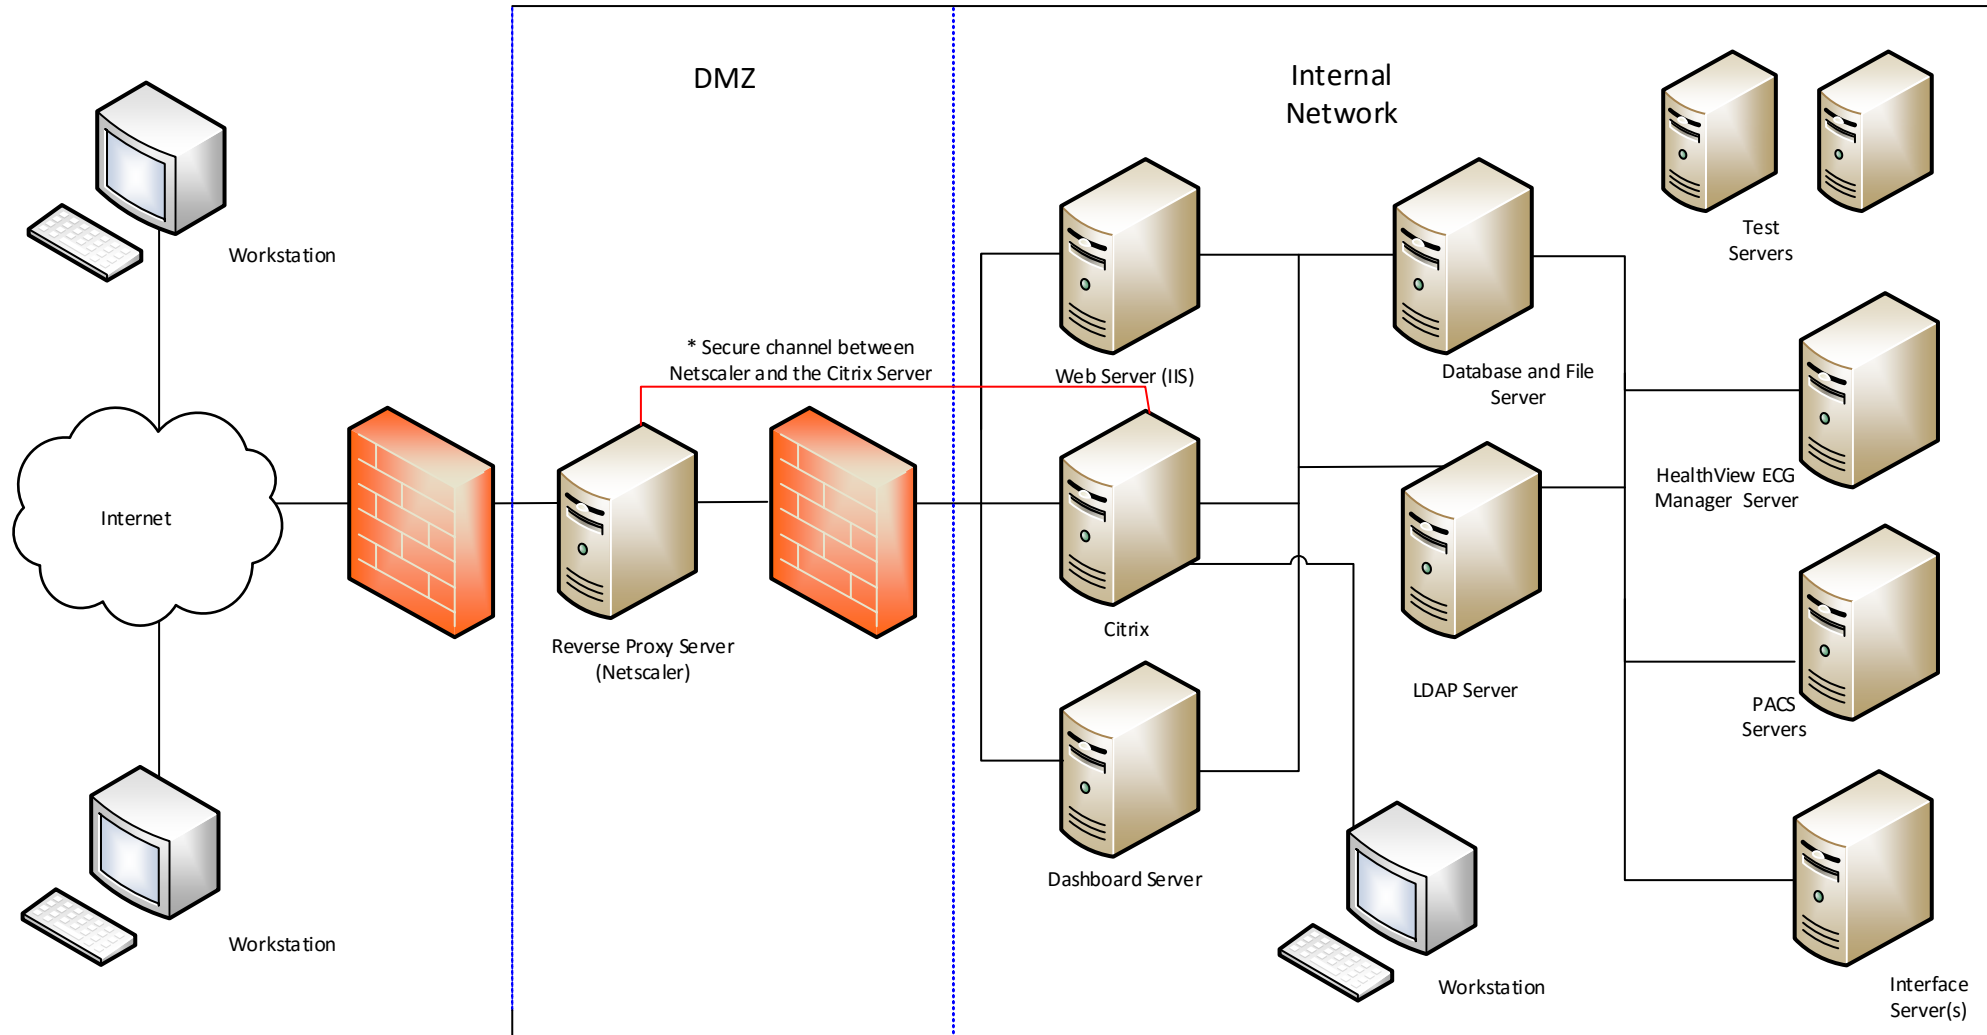 DMZ
Internal
Network
Workstation
Test
Servers
* Secure channel between
Netscaler and the Citrix Server
Web Server (IIS)
Database and File
Server
HealthView ECG
Manager Server
Internet
Reverse Proxy Server
(Netscaler)
Citrix
LDAP Server
PACS
Servers
Dashboard Server
Workstation
Workstation
Interface
Server(s)